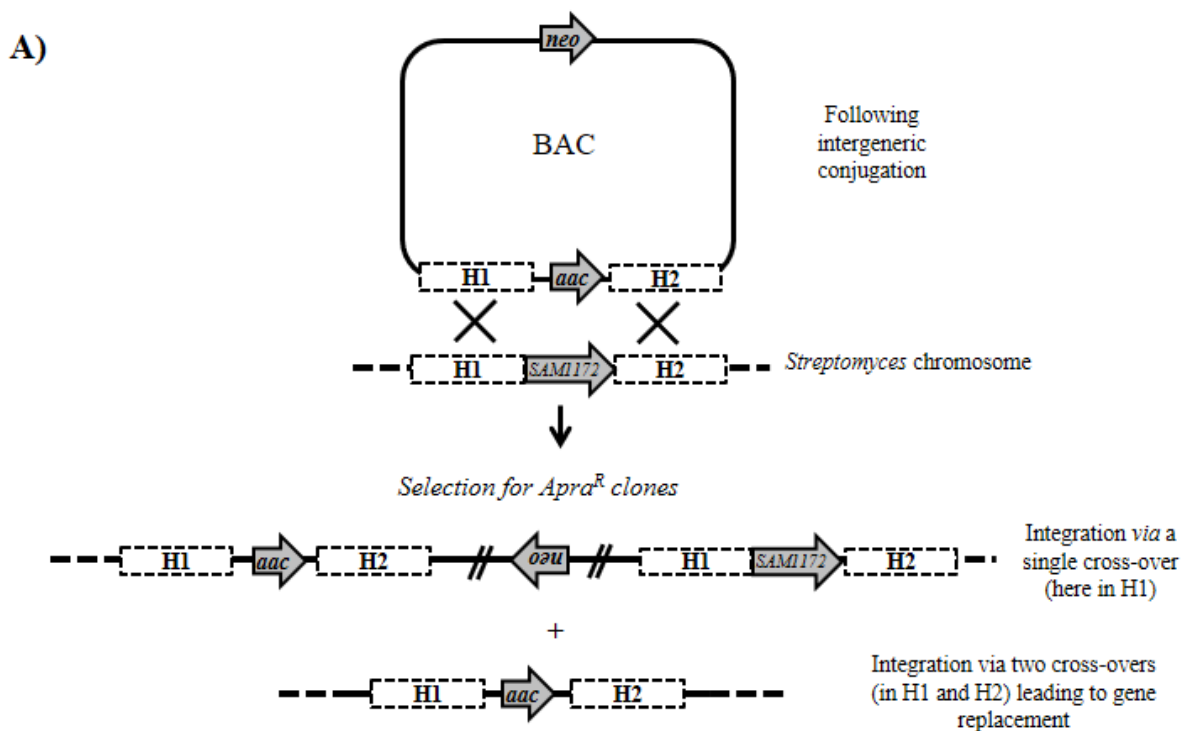 A)
neo
BAC
Following
intergeneric
conjugation
H1 aac H2
H1 SAM1172 H2
Streptomyces chromosome
Selection for Apra^R clones
H1 aac H2 neo H1 SAM1172 H2
Integration via a
single cross-over
(here in H1)
+
H1 aac H2
Integration via two cross-overs
(in H1 and H2) leading to gene
replacement